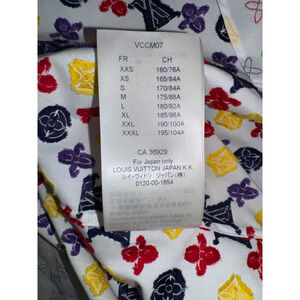 VCCM07
FR CH
XXS 160/76A
XS 165/84A
S 170/84A
M 175/88A
L 180/92A
XL 185/96A
XXL 190/100A
XXXL 195/104A
CA 36929
For Japan only
LOUIS VUITTON JAPAN K.K.
ルイ・ヴィトン ジャパン(株)
0120-00-1854